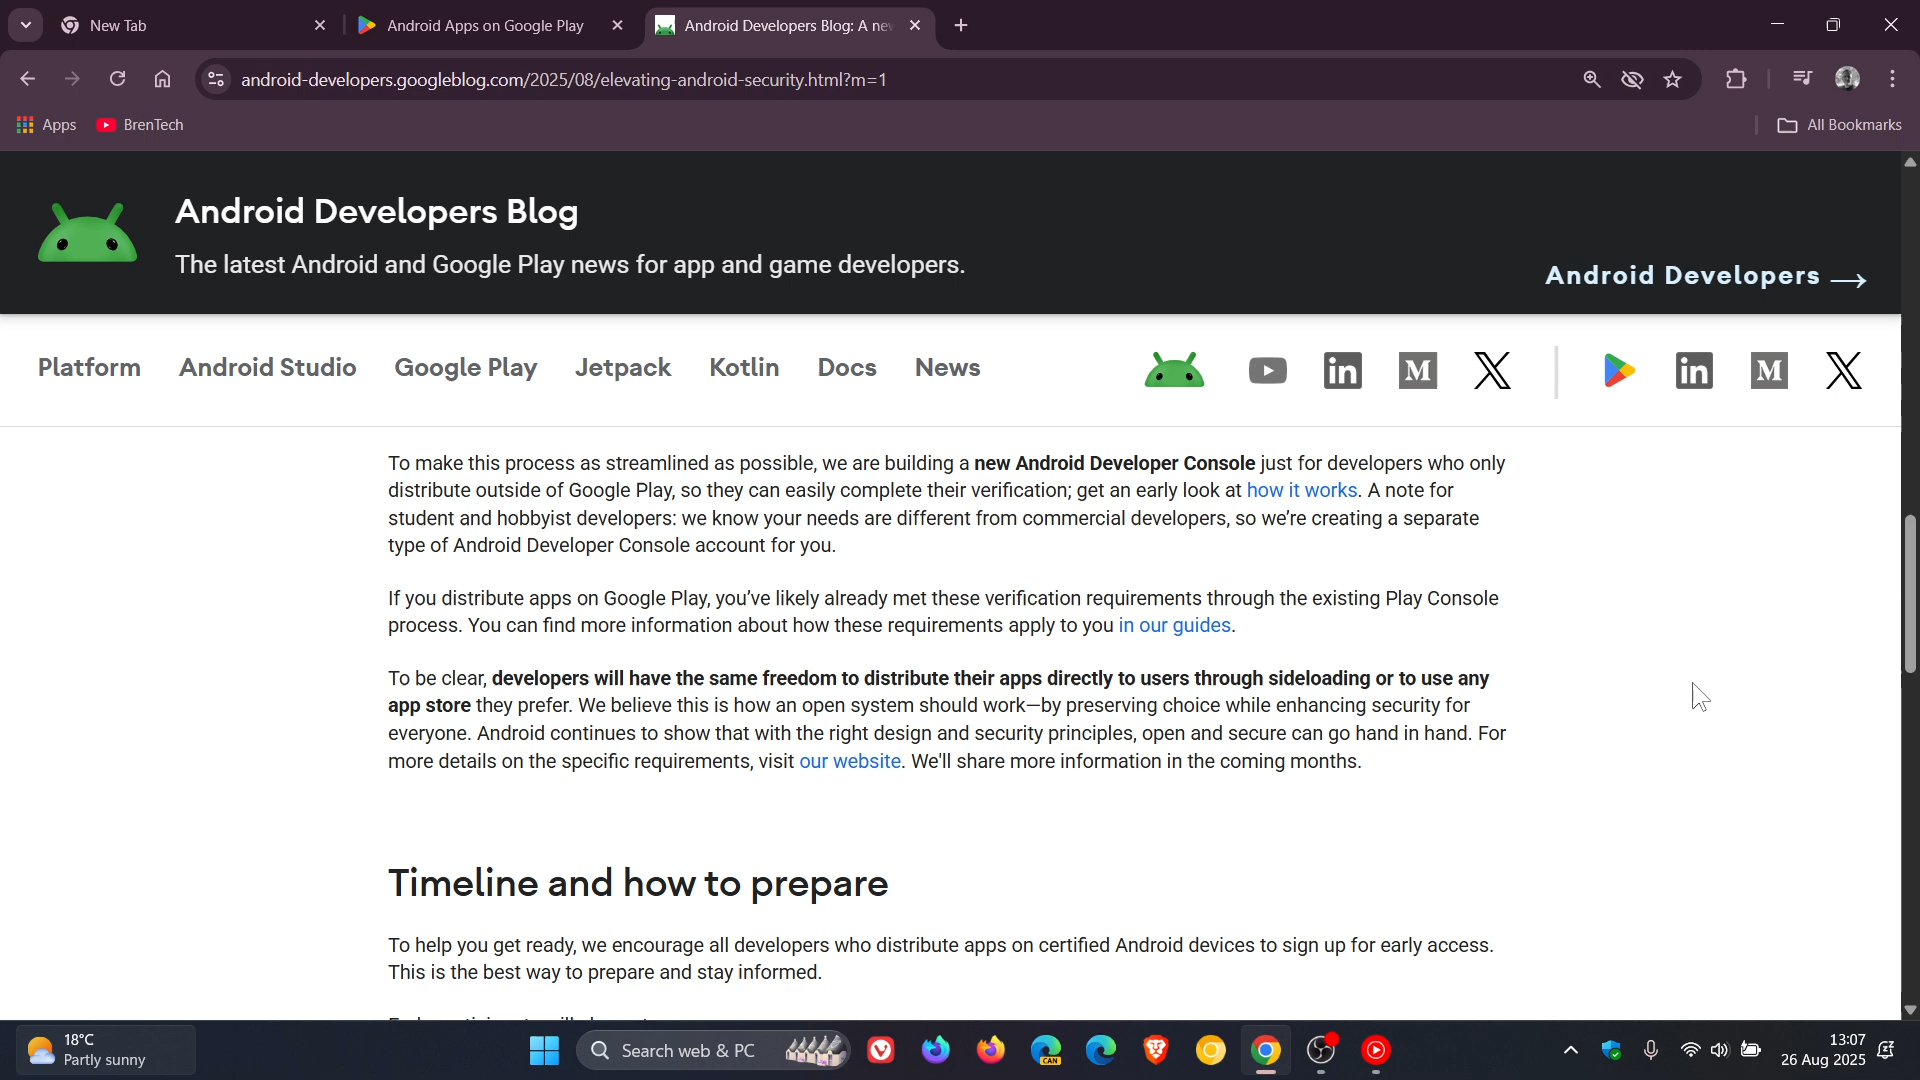 New Tab
Android Apps on Google Play
Android Developers Blog: A new
android-developers.googleblog.com/2025/08/elevating-android-security.html?m=1
Apps
BrenTech
All Bookmarks
Android Developers Blog
The latest Android and Google Play news for app and game developers.
Android Developers →
Platform
Android Studio
Google Play
Jetpack
Kotlin
Docs
News
To make this process as streamlined as possible, we are building a new Android Developer Console just for developers who only
distribute outside of Google Play, so they can easily complete their verification; get an early look at how it works. A note for
student and hobbyist developers: we know your needs are different from commercial developers, so we’re creating a separate
type of Android Developer Console account for you.
If you distribute apps on Google Play, you’ve likely already met these verification requirements through the existing Play Console
process. You can find more information about how these requirements apply to you in our guides.
To be clear, developers will have the same freedom to distribute their apps directly to users through sideloading or to use any
app store they prefer. We believe this is how an open system should work—by preserving choice while enhancing security for
everyone. Android continues to show that with the right design and security principles, open and secure can go hand in hand. For
more details on the specific requirements, visit our website. We'll share more information in the coming months.
Timeline and how to prepare
To help you get ready, we encourage all developers who distribute apps on certified Android devices to sign up for early access.
This is the best way to prepare and stay informed.
18°C
Partly sunny
Search web & PC
CAN
13:07
26 Aug 2025